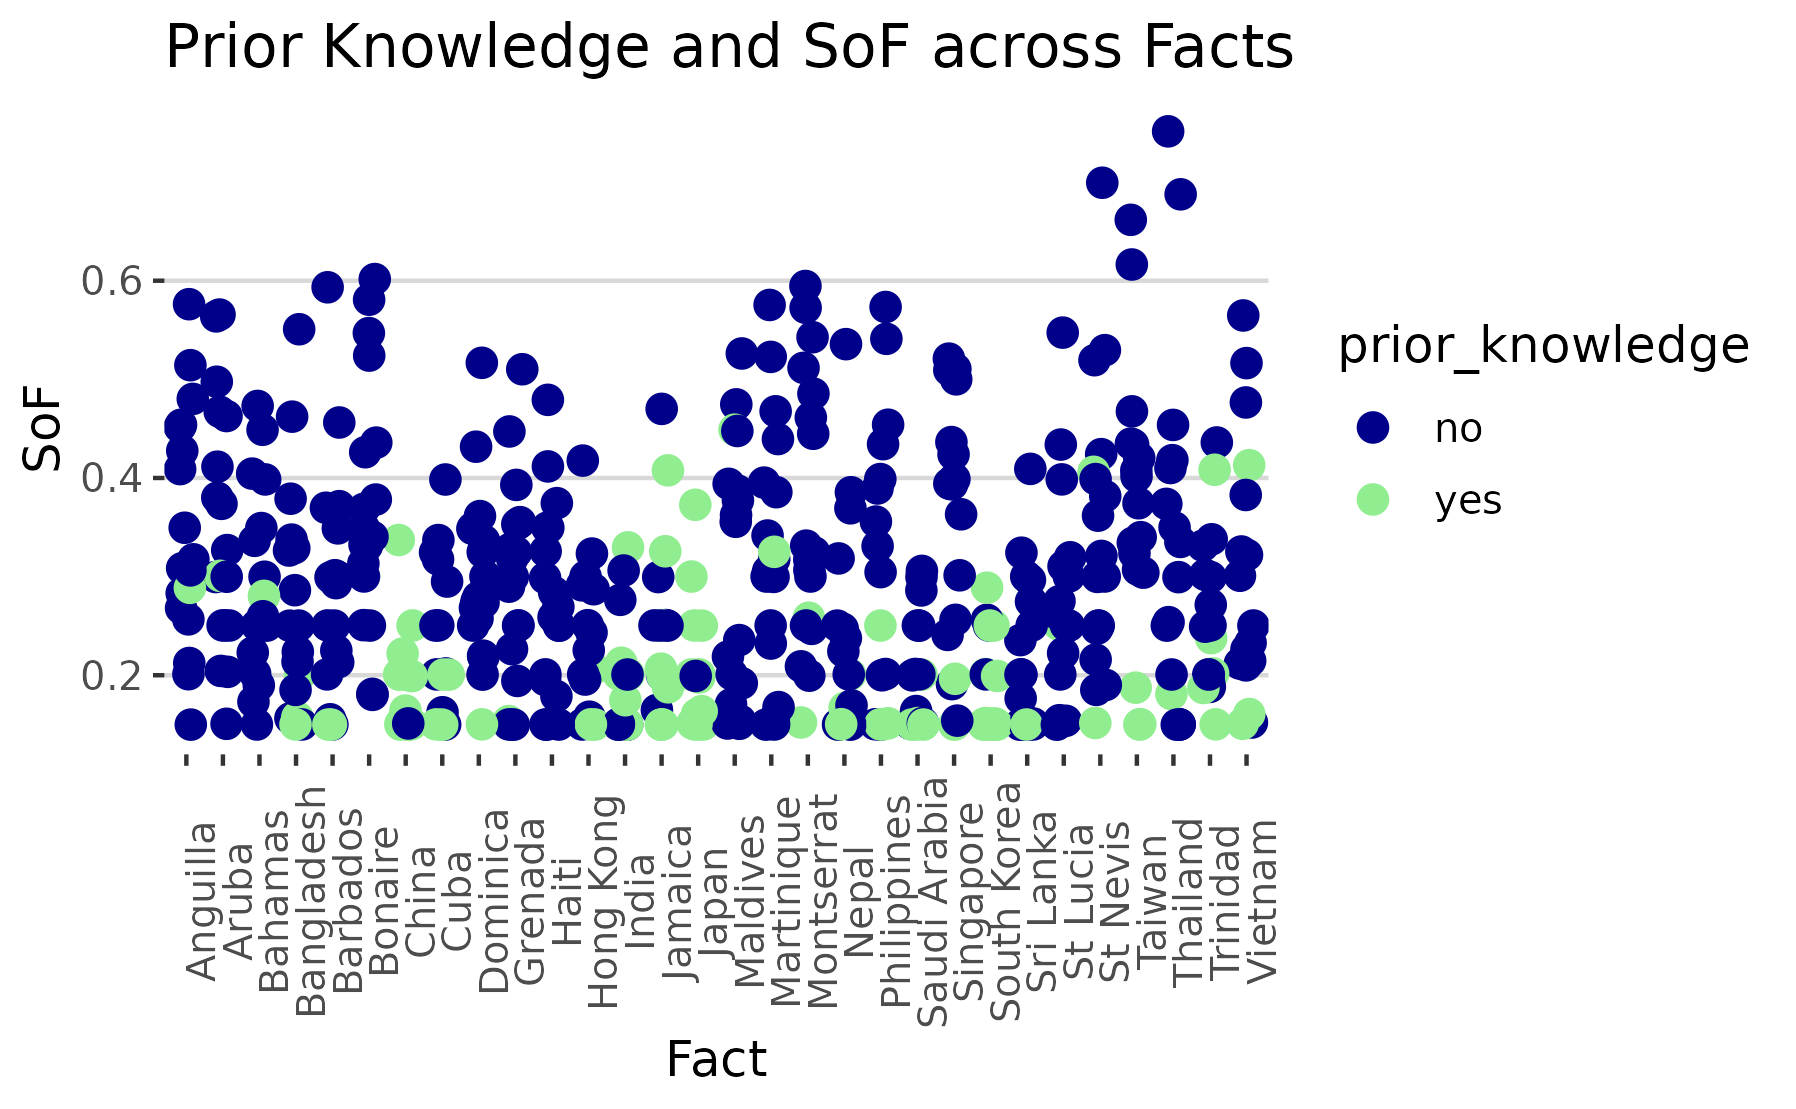 Prior Knowledge and SoF across Facts
SoF
0.6
0.4
0.2
prior_knowledge
no
yes
Anguilla
Aruba
Bahamas
Bangladesh
Barbados
Bonaire
China
Cuba
Dominica
Grenada
Haiti
Hong Kong
India
Jamaica
Japan
Maldives
Martinique
Montserrat
Nepal
Philippines
Saudi Arabia
Singapore
South Korea
Sri Lanka
St Lucia
St Nevis
Taiwan
Thailand
Trinidad
Vietnam
Fact